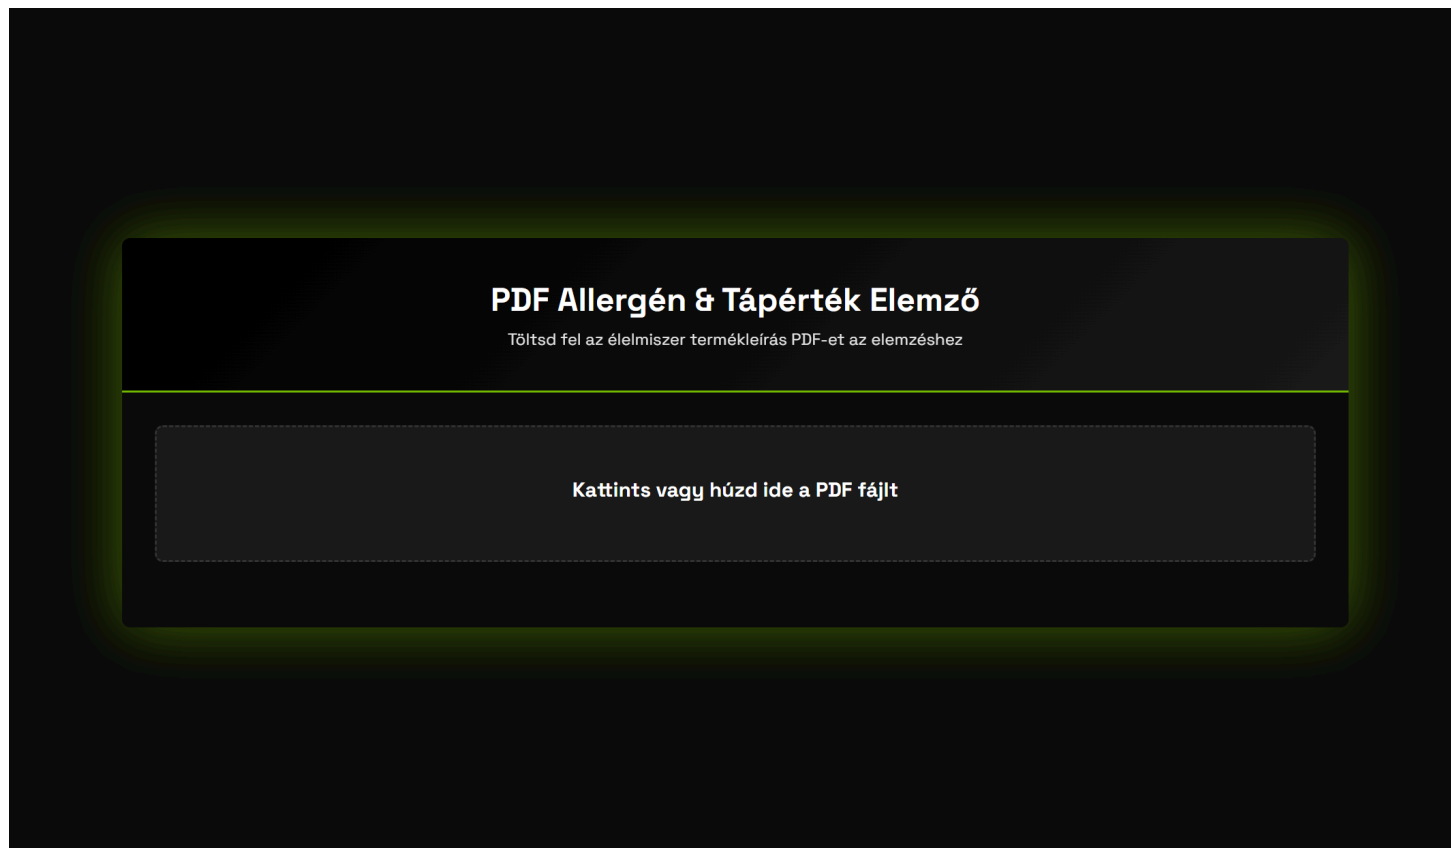 PDF Allergén & Tápérték Elemző
Töltsd fel az élelmiszer termékleírás PDF-et az elemzéshez
Kattints vagy húzd ide a PDF fájlt